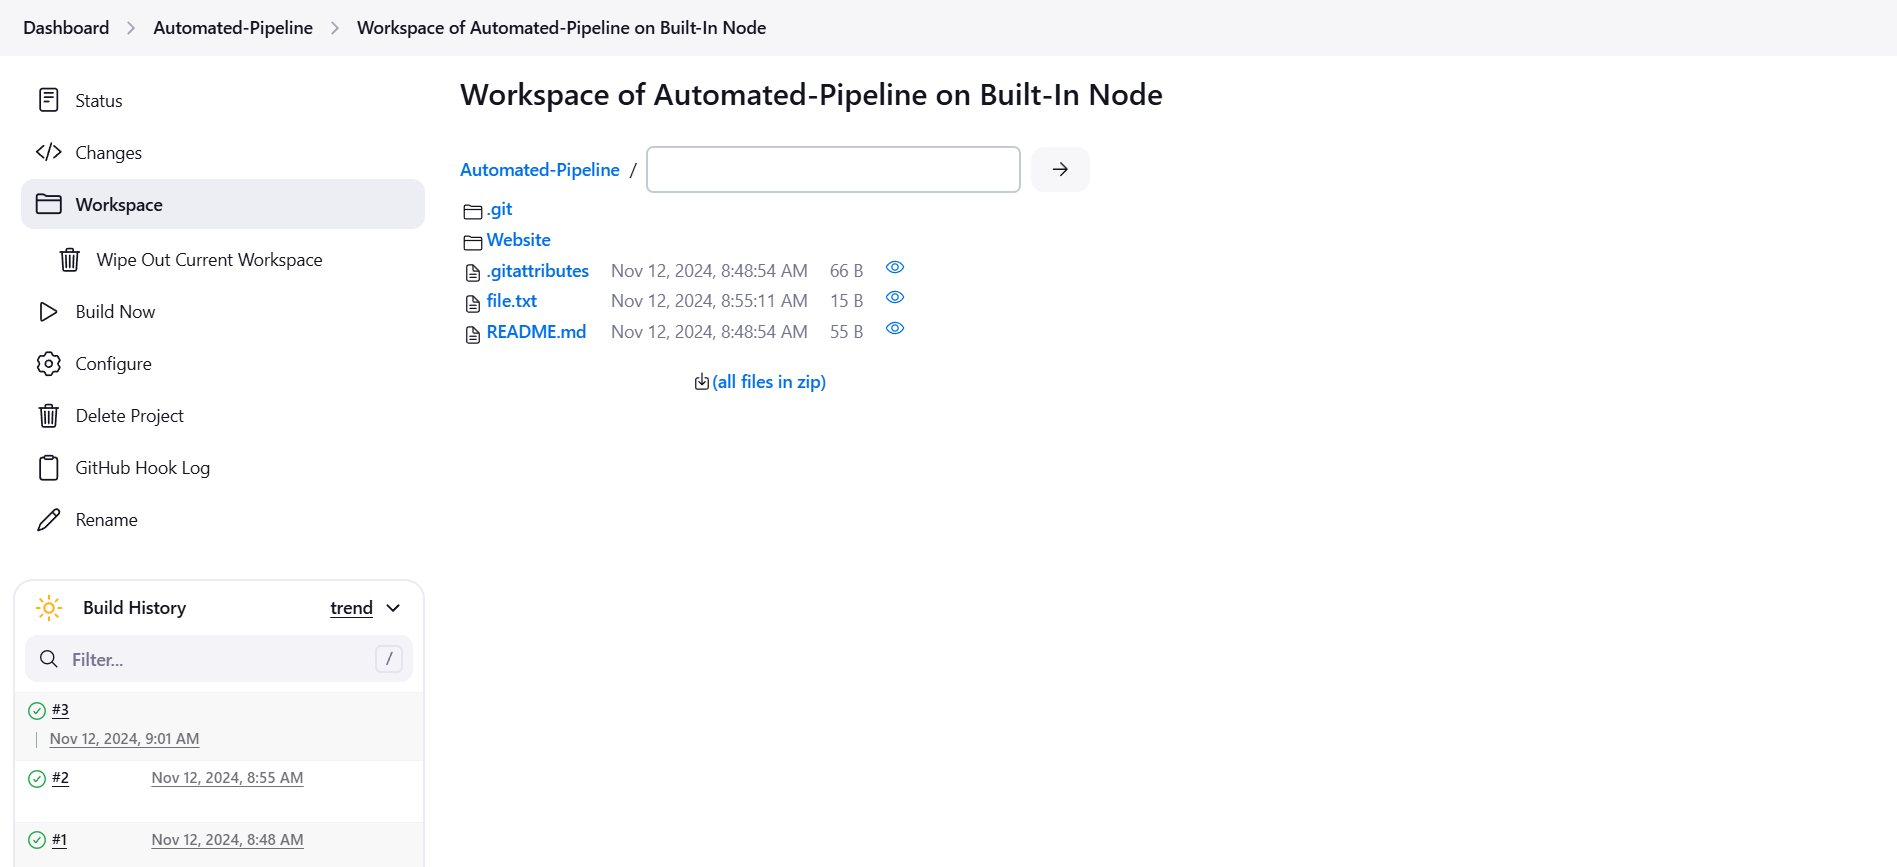 Dashboard > Automated-Pipeline > Workspace of Automated-Pipeline on Built-In Node
Status
Changes
Workspace
Wipe Out Current Workspace
Build Now
Configure
Delete Project
GitHub Hook Log
Rename
Build History trend
Filter... /
#3
Nov 12, 2024, 9:01 AM
#2 Nov 12, 2024, 8:55 AM
#1 Nov 12, 2024, 8:48 AM
Workspace of Automated-Pipeline on Built-In Node
Automated-Pipeline /
.git
Website
.gitattributes Nov 12, 2024, 8:48:54 AM 66 B
file.txt Nov 12, 2024, 8:55:11 AM 15 B
README.md Nov 12, 2024, 8:48:54 AM 55 B
(all files in zip)